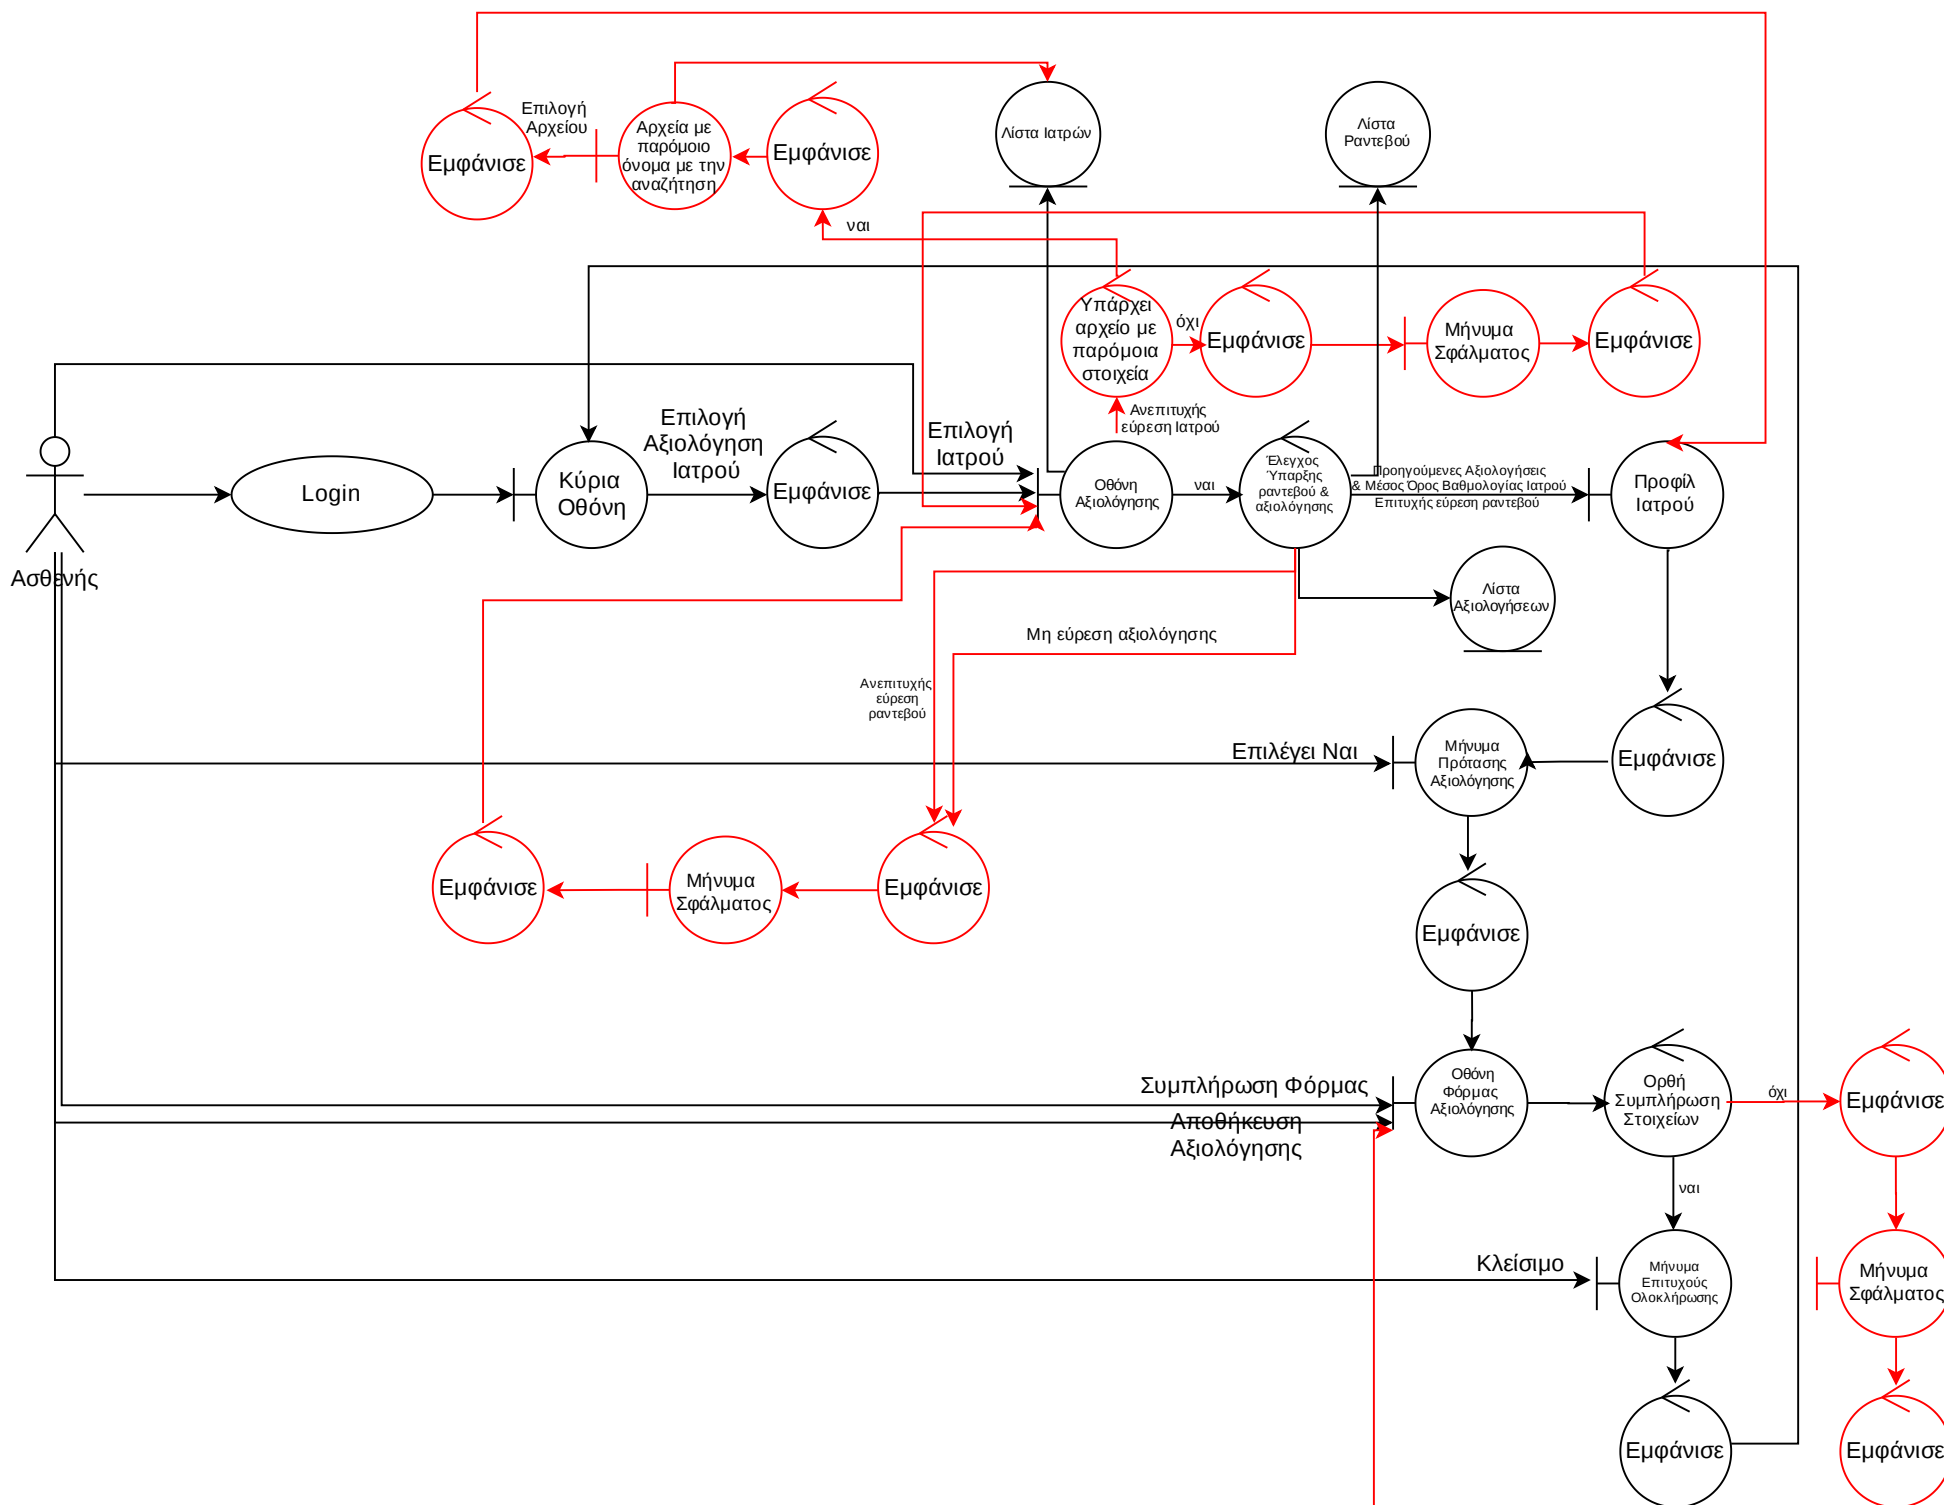 Επιλογή
Αρχείου
Εμφάνισε
Αρχεία με
παρόμοιο
όνομα με την
αναζήτηση
Εμφάνισε
Λίστα Ιατρών
Λίστα
Ραντεβού
ναι
Υπάρχει
αρχείο με
παρόμοια
στοιχεία
όχι
Εμφάνισε
Μήνυμα
Σφάλματος
Εμφάνισε
Ανεπιτυχής
εύρεση Ιατρού
Ασθενής
Login
Κύρια
Οθόνη
Επιλογή
Αξιολόγηση
Ιατρού
Εμφάνισε
Επιλογή
Ιατρού
Οθόνη
Αξιολόγησης
ναι
Έλεγχος
Ύπαρξης
ραντεβού &
αξιολόγησης
Προηγούμενες Αξιολογήσεις
& Μέσος Όρος Βαθμολογίας Ιατρού
Επιτυχής εύρεση ραντεβού
Προφίλ
Ιατρού
Λίστα
Αξιολογήσεων
Μη εύρεση αξιολόγησης
Ανεπιτυχής
εύρεση
ραντεβού
Επιλέγει Ναι
Μήνυμα
Πρότασης
Αξιολόγησης
Εμφάνισε
Εμφάνισε
Μήνυμα
Σφάλματος
Εμφάνισε
Εμφάνισε
Συμπλήρωση Φόρμας
Αποθήκευση
Αξιολόγησης
Οθόνη
Φόρμας
Αξιολόγησης
Ορθή
Συμπλήρωση
Στοιχείων
όχι
Εμφάνισε
ναι
Κλείσιμο
Μήνυμα
Επιτυχούς
Ολοκλήρωσης
Μήνυμα
Σφάλματος
Εμφάνισε
Εμφάνισε